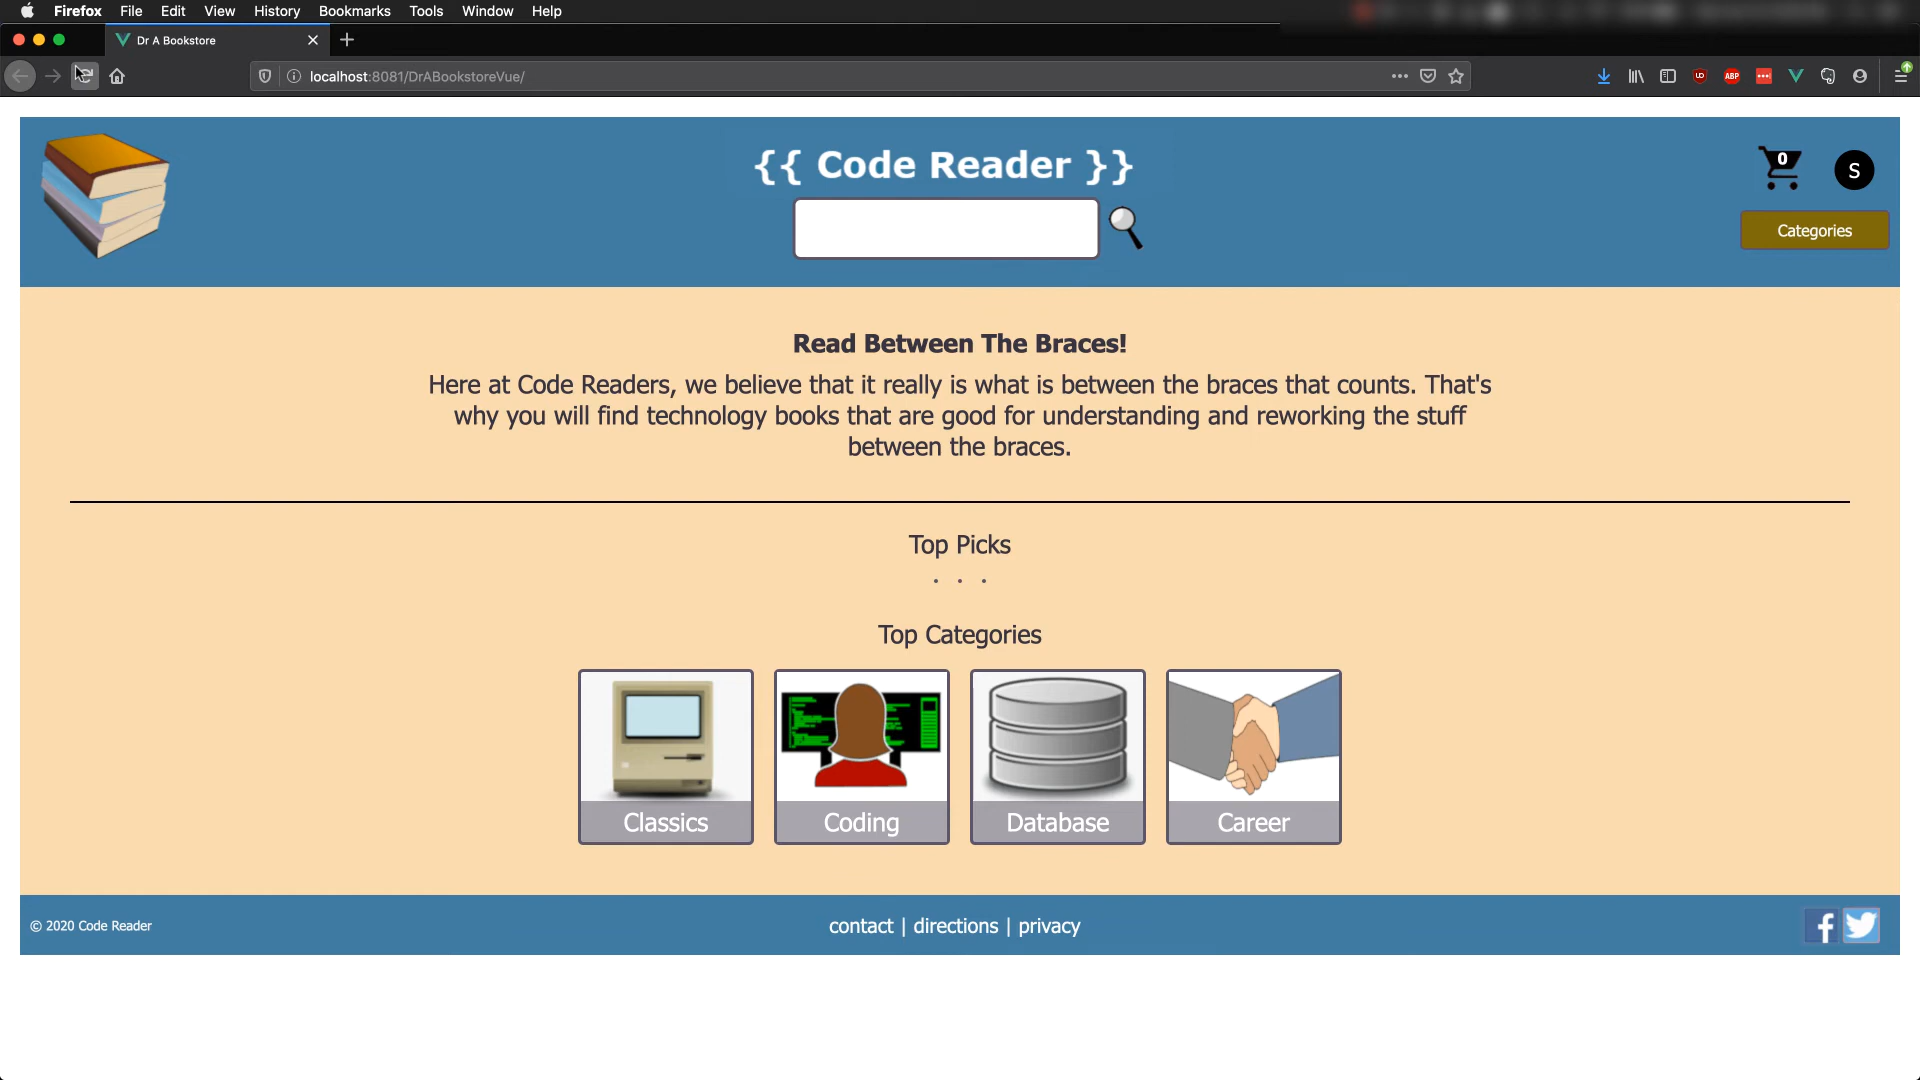 Firefox File Edit View History Bookmarks Tools Window Help
Dr A Bookstore
localhost:8081/DrABookstoreVue/
UD ABP
{{ Code Reader }}
0
S
Categories
Read Between The Braces!
Here at Code Readers, we believe that it really is what is between the braces that counts. That's
why you will find technology books that are good for understanding and reworking the stuff
between the braces.
Top Picks
. . .
Top Categories
Classics Coding Database Career
© 2020 Code Reader
contact | directions | privacy